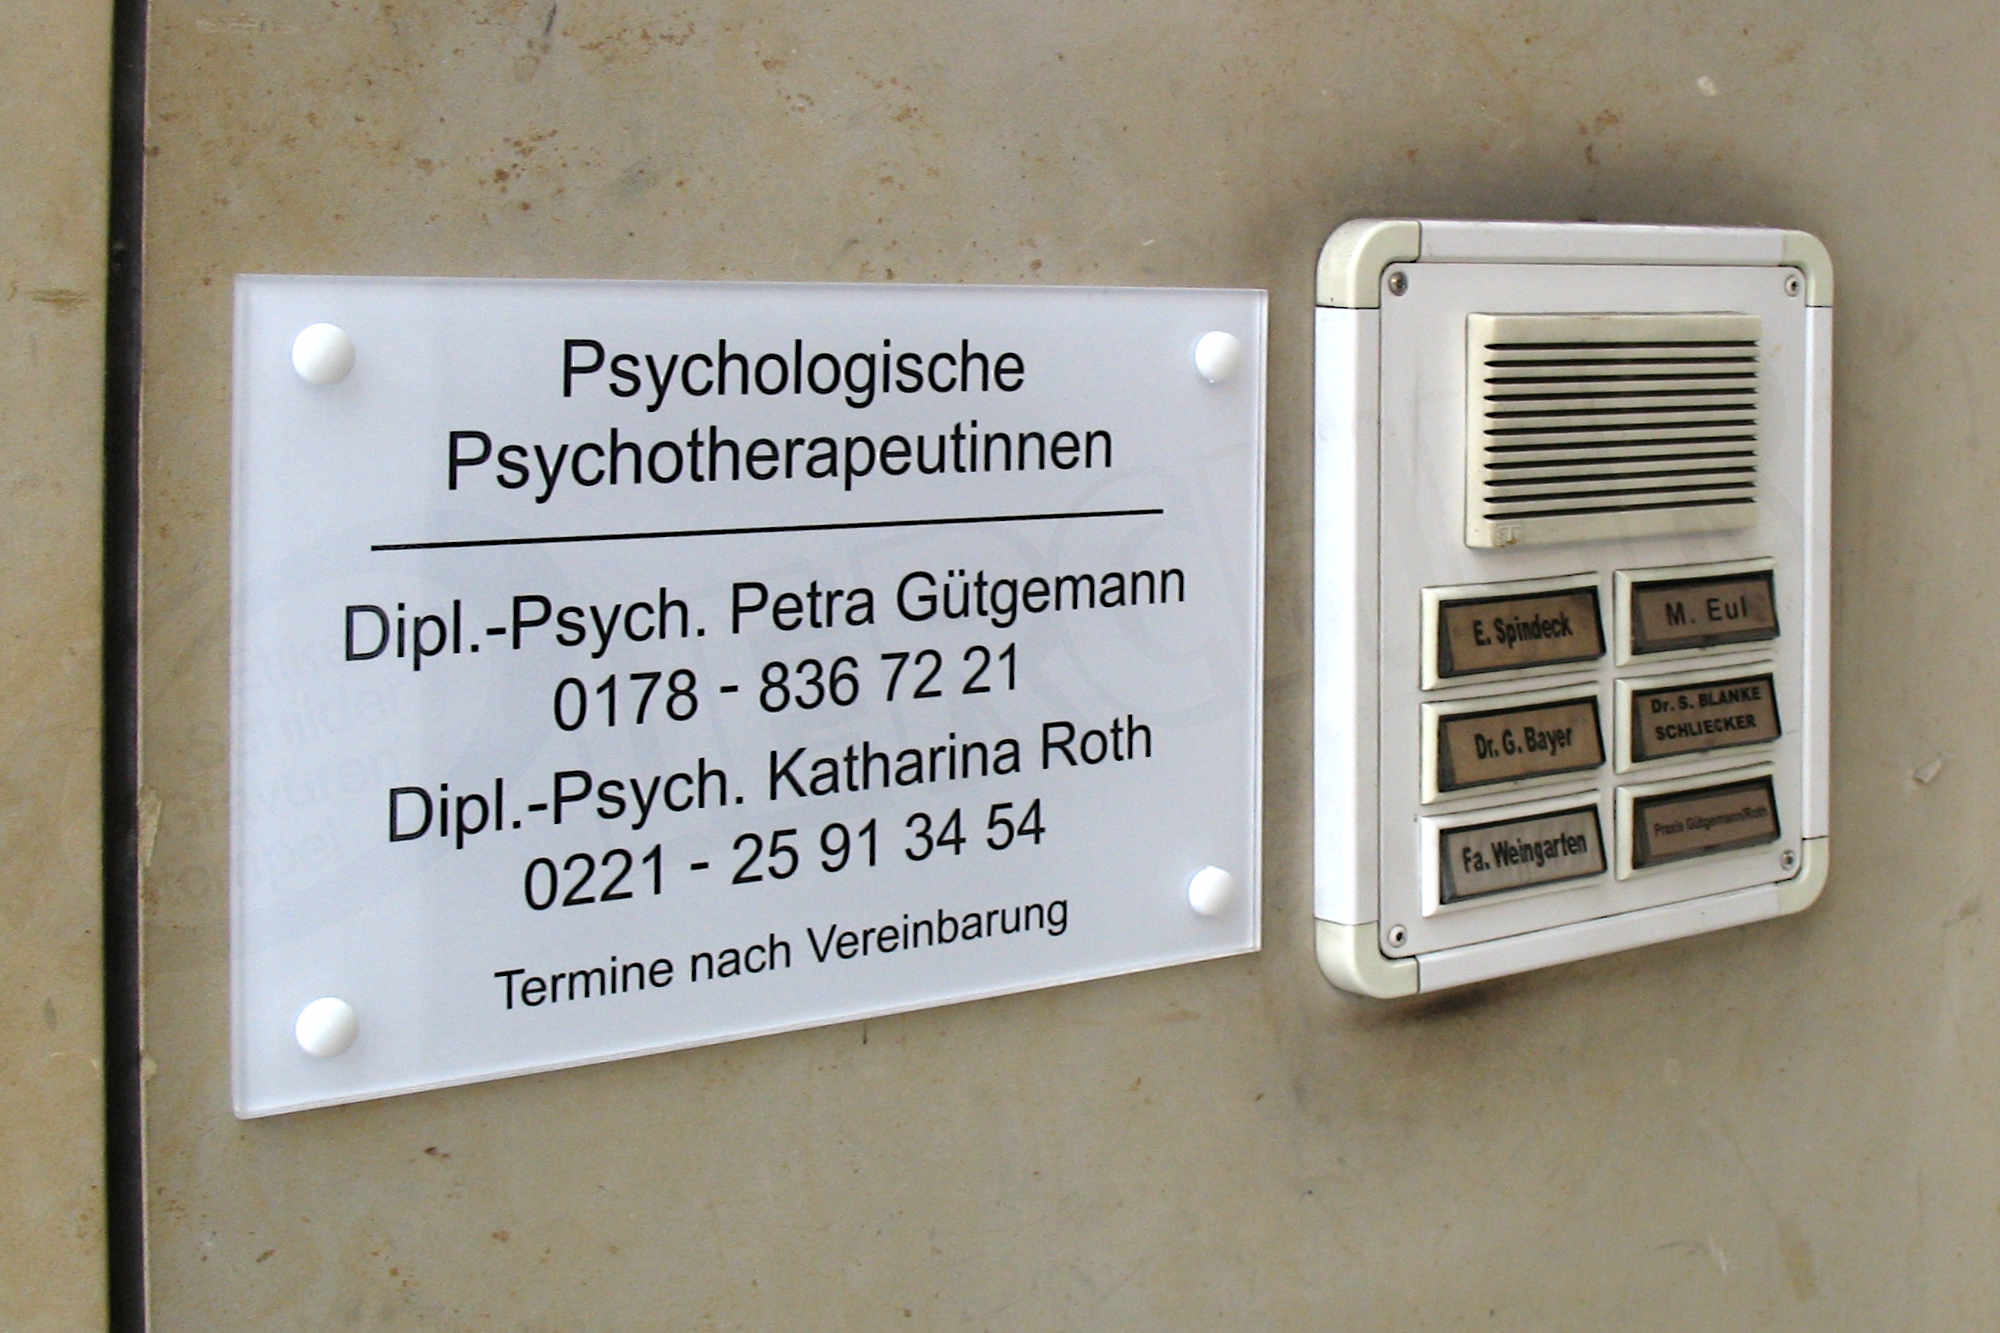 Psychologische
Psychotherapeutinnen
Dipl.-Psych. Petra Gütgemann
0178 - 836 72 21
Dipl.-Psych. Katharina Roth
0221 - 25 91 34 54
Termine nach Vereinbarung
E. Spindeck
M. Eul
Dr. G. Bayer
Dr. S. BLANKE
SCHLIECKER
Fa. Weingarten
Praxis Gütgemann/Roth